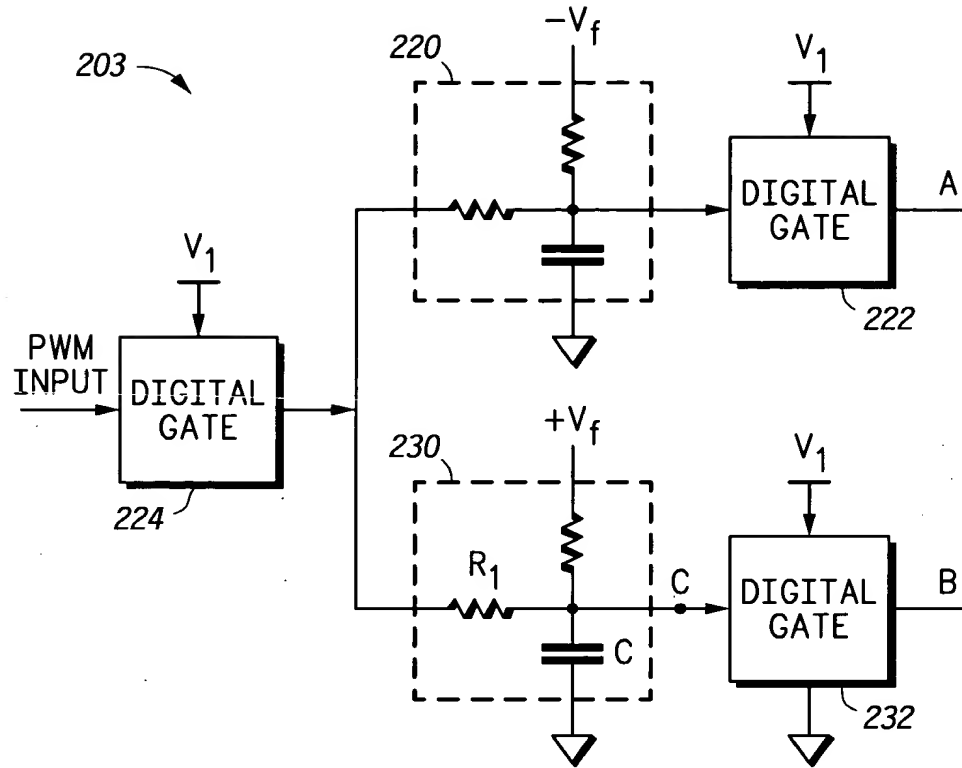 203
220
-Vf
V1
DIGITAL
GATE
A
222
V1
PWM
INPUT
DIGITAL
GATE
224
230
+Vf
R1
C
C
V1
DIGITAL
GATE
B
232